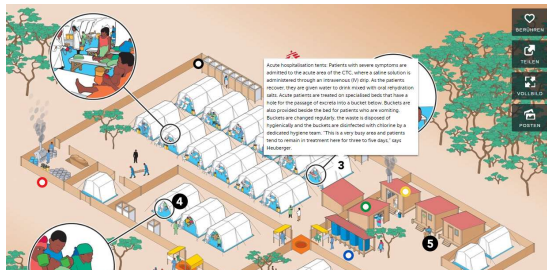 BERÜHREN
TEILEN
VOLLBILD
POSTEN
Acute hospitalisation tents: Patients with severe symptoms are
admitted to the acute area of the CTC, where a saline solution is
administered through an intravenous (IV) drip. As the patients
recover, they are given water to drink mixed with oral rehydration
salts. Acute patients are treated on specialised beds that have a
hole for the passage of excreta into a bucket below. Buckets are
also provided beside the bed for patients who are vomiting.
Buckets are changed regularly, the waste is disposed of
hygienically and the buckets are disinfected with chlorine by a
dedicated hygiene team. "This is a very busy area and patients
tend to remain in treatment here for three to five days," says
Heuberger.
3
4
5